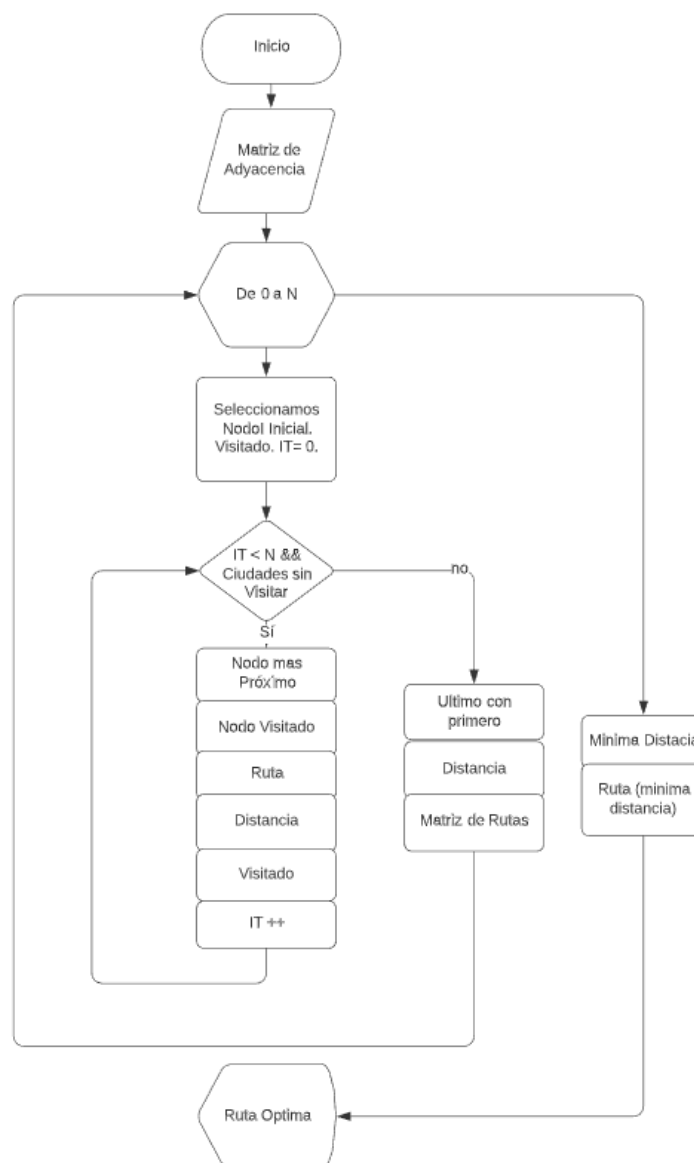 Inicio
Matriz de
Adyacencia
De 0 a N
Seleccionamos
Nodol Inicial.
Visitado. IT= 0.
IT < N &&
Ciudades sin
Visitar
no
Sí
Nodo mas
Próximo
Nodo Visitado
Ruta
Distancia
Visitado
IT ++
Ultimo con
primero
Distancia
Matriz de Rutas
Minima Distacia
Ruta (minima
distancia)
Ruta Optima